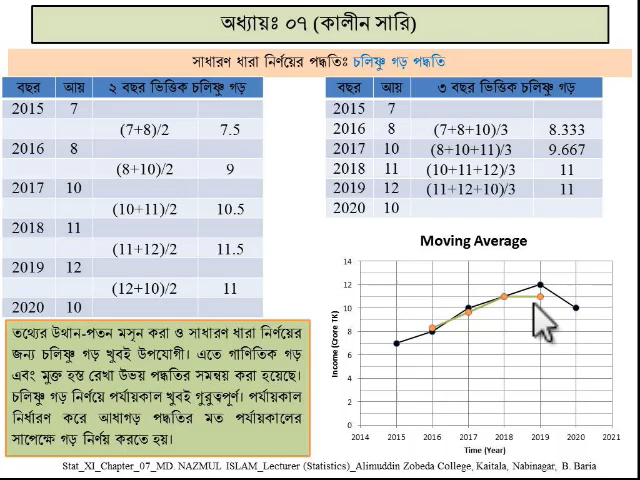 অধ্যায়ঃ ০৭ (কালীন সারি)
সাধারণ ধারা নির্ণয়ের পদ্ধতিঃ চলিষ্ণু গড় পদ্ধতি
বছর আয় ২ বছর ভিত্তিক চলিষ্ণু গড়
2015 7
(7+8)/2 7.5
2016 8
(8+10)/2 9
2017 10
(10+11)/2 10.5
2018 11
(11+12)/2 11.5
2019 12
(12+10)/2 11
2020 10
বছর আয় ৩ বছর ভিত্তিক চলিষ্ণু গড়
2015 7
2016 8 (7+8+10)/3 8.333
2017 10 (8+10+11)/3 9.667
2018 11 (10+11+12)/3 11
2019 12 (11+12+10)/3 11
2020 10
তথ্যের উথান-পতন মসৃন করা ও সাধারণ ধারা নির্ণয়ের
জন্য চলিষ্ণু গড় খুবই উপযোগী। এতে গাণিতিক গড়
এবং মুক্ত হস্ত রেখা উভয় পদ্ধতির সমন্বয় করা হয়েছে।
চলিষ্ণু গড় নির্ণয়ে পর্যায়কাল খুবই গুরুত্বপূর্ণ। পর্যায়কাল
নির্ধারণ করে আধাগড় পদ্ধতির মত পর্যায়কালের
সাপেক্ষে গড় নির্ণয় করতে হয়।
Moving Average
Income (Crore TK)
14
12
10
8
6
4
2
0
2014 2015 2016 2017 2018 2019 2020 2021
Time (Year)
Stat_XI_Chapter_07_MD. NAZMUL ISLAM_Lecturer (Statistics)_Alimuddin Zobeda College, Kaitala, Nabinagar, B. Baria